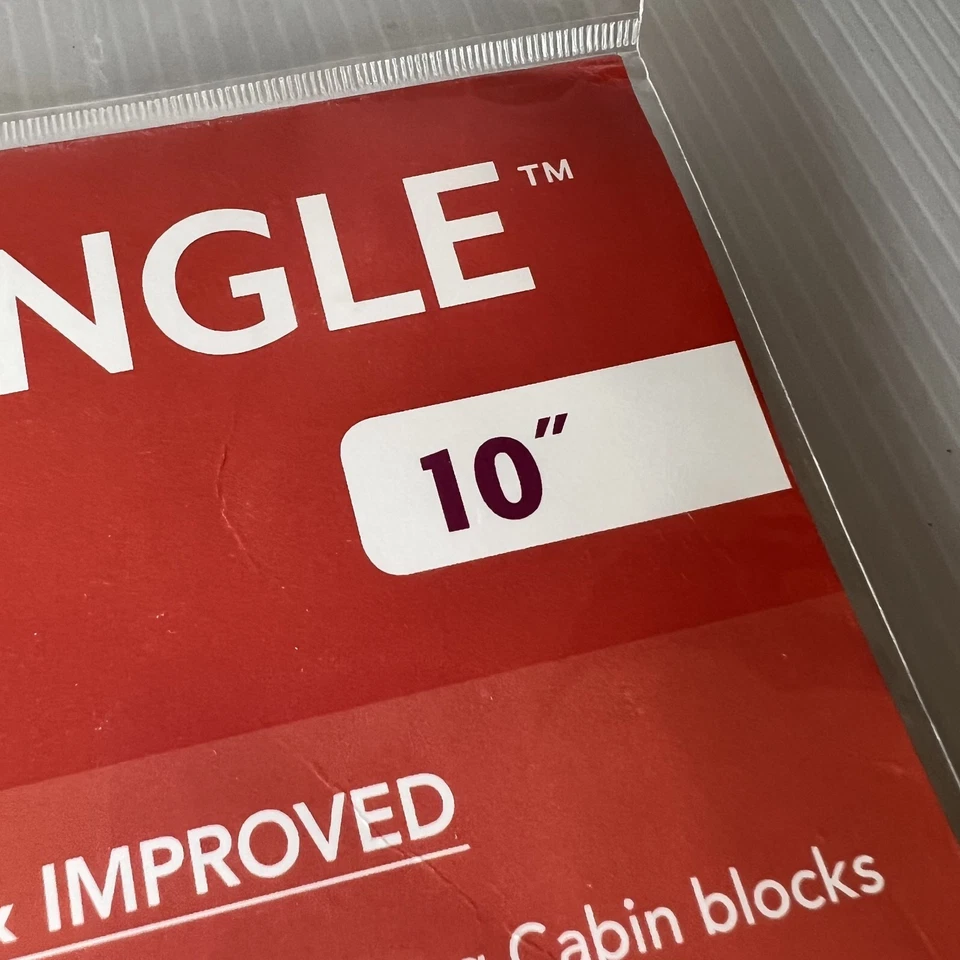 NGLE™
10″
IMPROVED
Cabin blocks